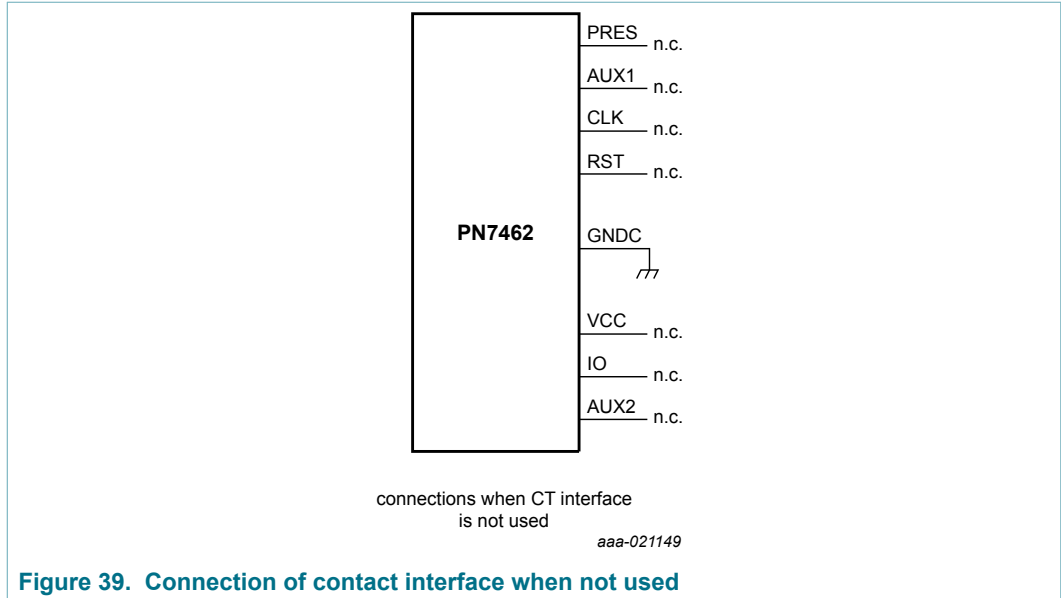 PRES n.c.
AUX1 n.c.
CLK n.c.
RST n.c.
PN7462 GNDC
VCC n.c.
IO n.c.
AUX2 n.c.
connections when CT interface
is not used
aaa-021149
Figure 39. Connection of contact interface when not used